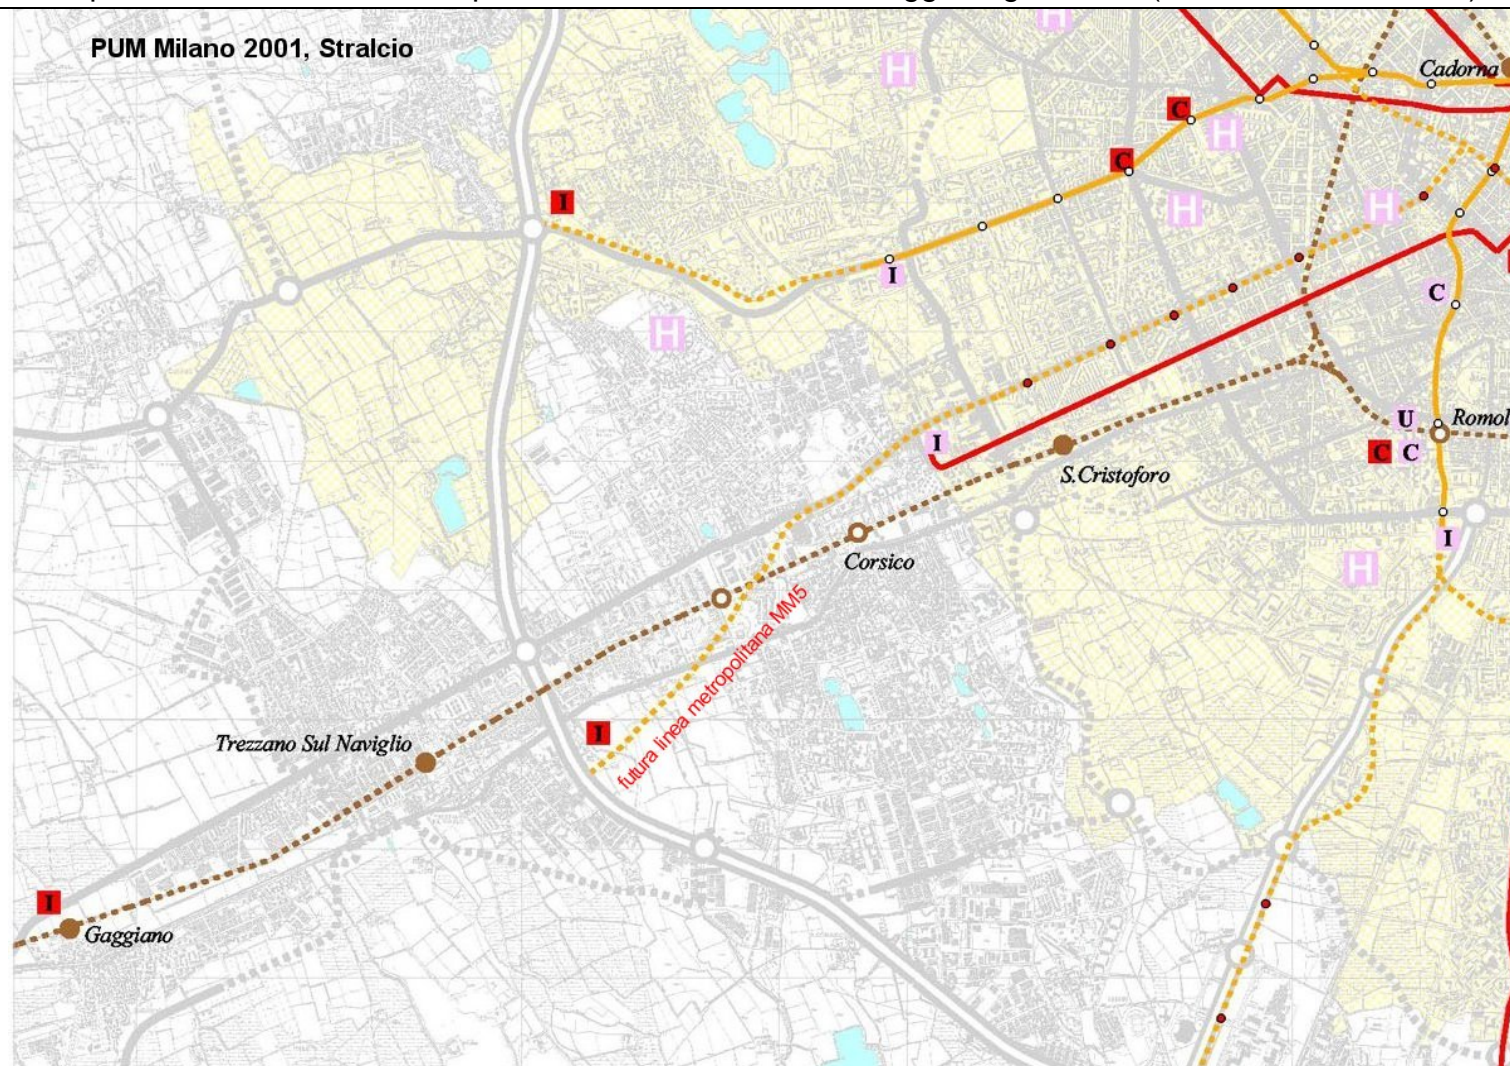 PUM Milano 2001, Stralcio
H
H
Cadorna
C
H
C
I
H
H
I
C
H
I
U
Romol
C C
S.Cristoforo
I
Corsico
H
futura linea metropolitana MM5
I
Trezzano Sul Naviglio
I
Gaggiano